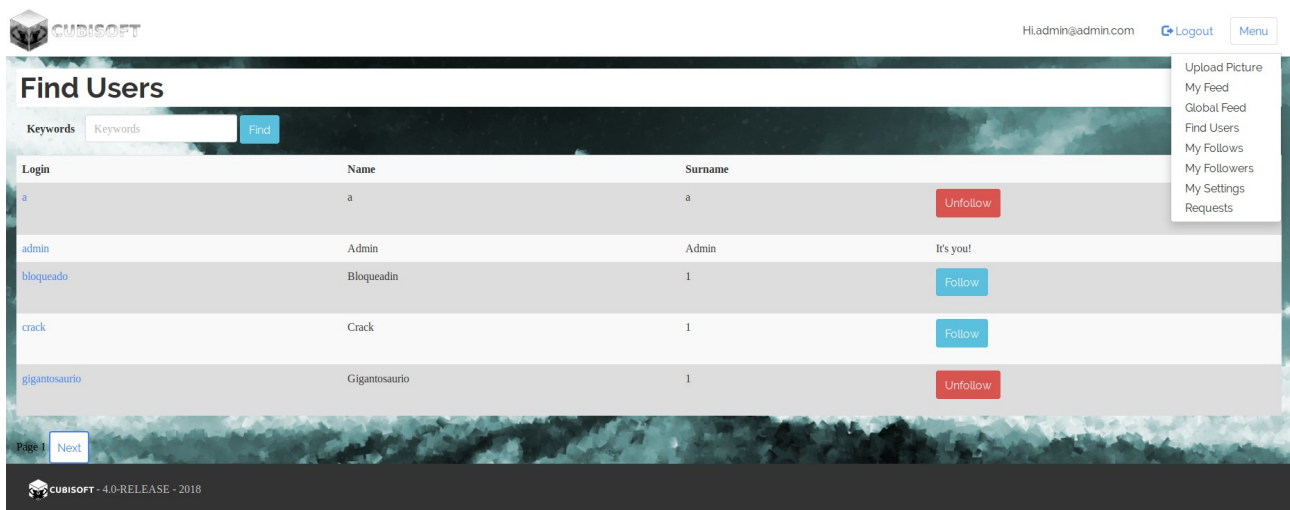 CUBISOFT
Hi,admin@admin.com Logout Menu
Upload Picture
My Feed
Global Feed
Find Users
My Follows
My Followers
My Settings
Requests
Find Users
Keywords Keywords Find
Login Name Surname
a a a Unfollow
admin Admin Admin It's you!
bloqueado Bloqueadin 1 Follow
crack Crack 1 Follow
gigantosaurio Gigantosaurio 1 Unfollow
Page 1 Next
CUBISOFT - 4.0-RELEASE - 2018